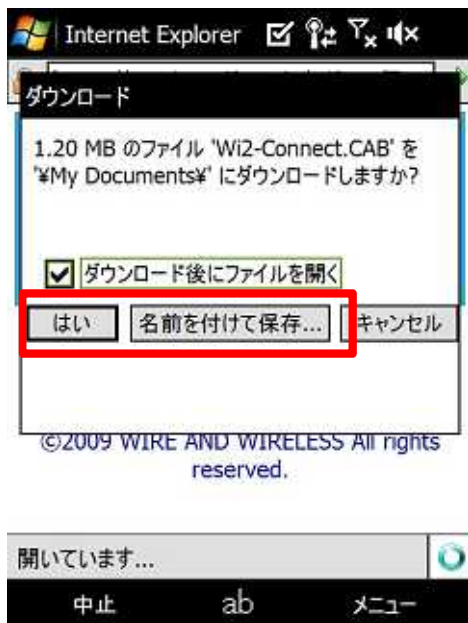 Internet Explorer
ダウンロード
1.20 MB のファイル 'Wi2-Connect.CAB' を
'¥My Documents¥' にダウンロードしますか?
ダウンロード後にファイルを開く
はい 名前を付けて保存... キャンセル
©2009 WIRE AND WIRELESS All rights
reserved.
開いています...
中止 ab メニュー